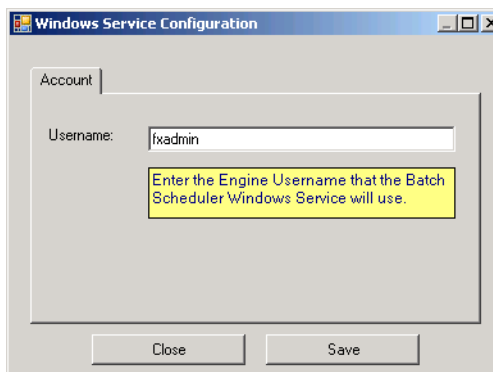 Windows Service Configuration
Account
Username:
fxadmin
Enter the Engine Username that the Batch
Scheduler Windows Service will use.
Close
Save